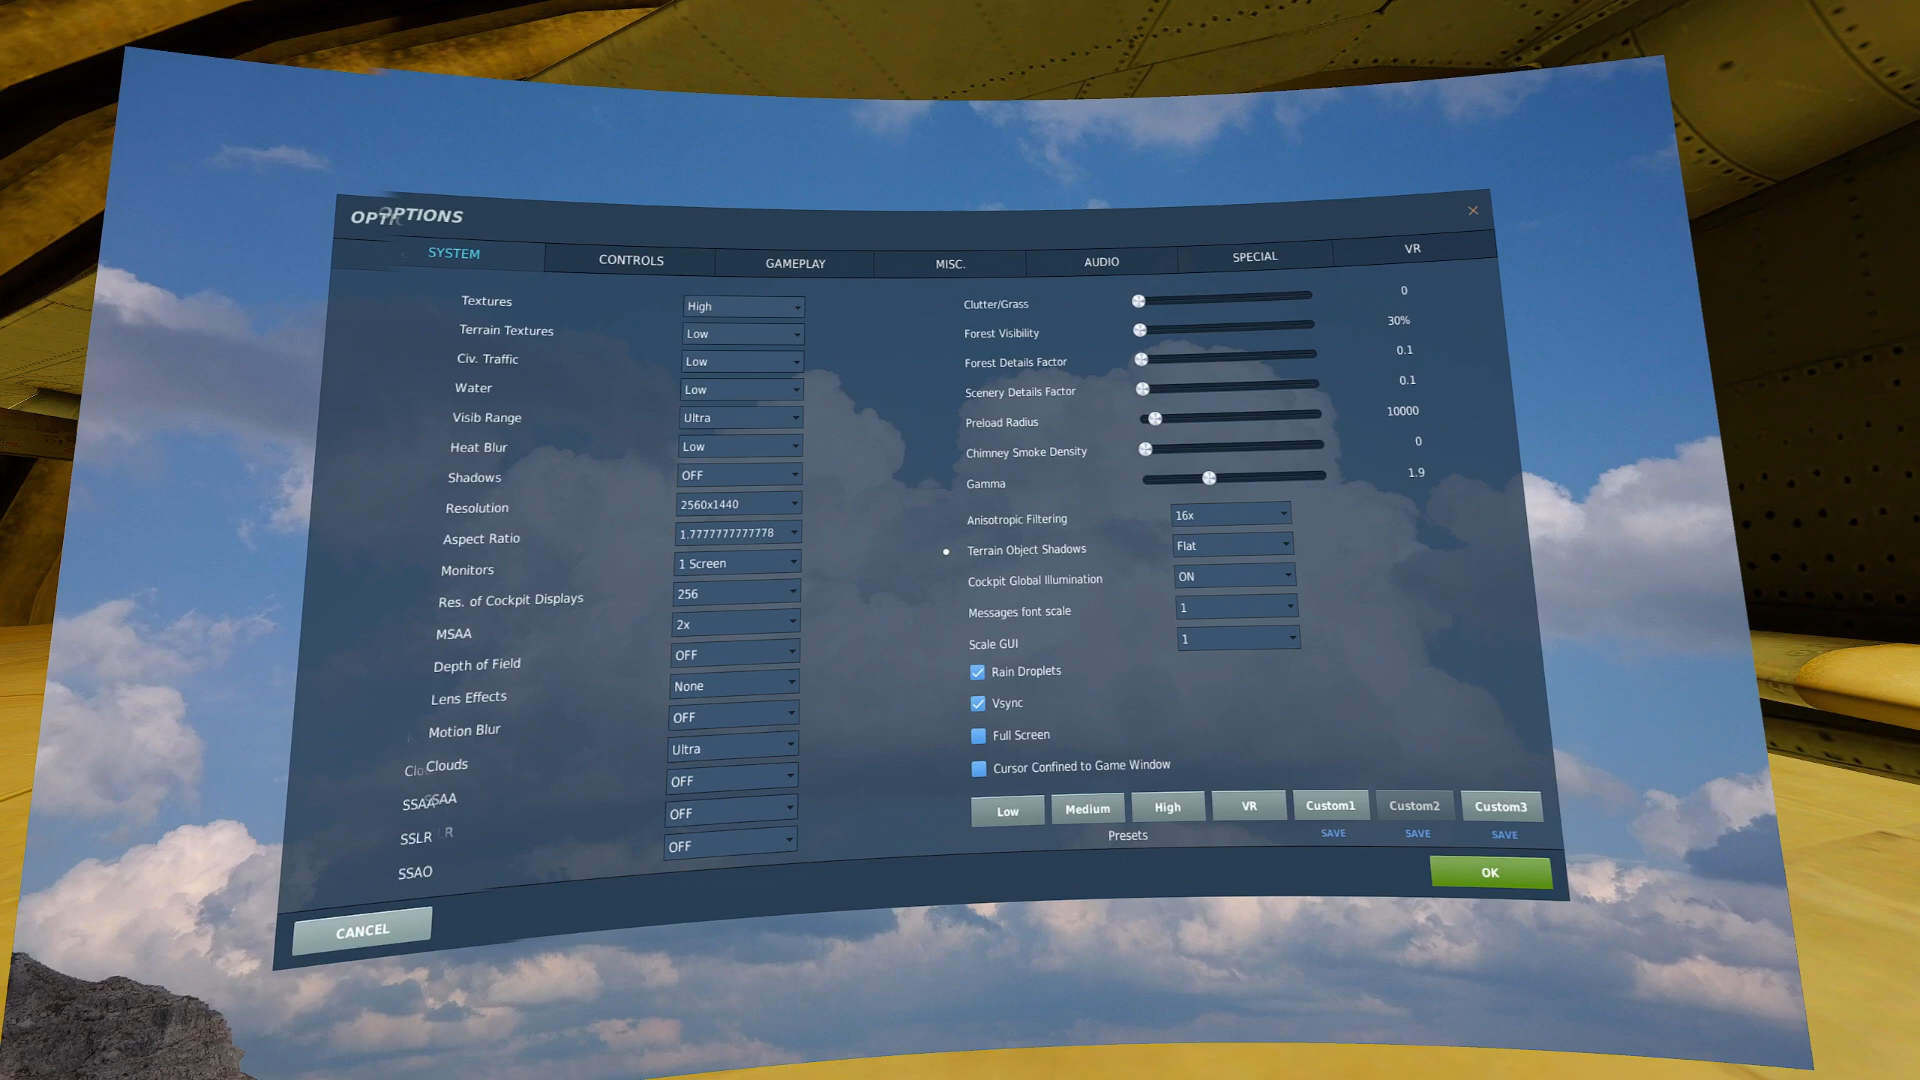 OPTIONS
SYSTEM CONTROLS GAMEPLAY MISC. AUDIO SPECIAL VR
Textures High
Terrain Textures Low
Civ. Traffic Low
Water Low
Visib Range Ultra
Heat Blur Low
Shadows OFF
Resolution 2560x1440
Aspect Ratio 1.7777777777778
Monitors 1 Screen
Res. of Cockpit Displays 256
MSAA 2x
Depth of Field OFF
Lens Effects None
Motion Blur OFF
Clouds Ultra
SSAA OFF
SSLR OFF
SSAO OFF
Clutter/Grass 0
Forest Visibility 30%
Forest Details Factor 0.1
Scenery Details Factor 0.1
Preload Radius 10000
Chimney Smoke Density 0
Gamma 1.9
Anisotropic Filtering 16x
Terrain Object Shadows Flat
Cockpit Global Illumination ON
Messages font scale 1
Scale GUI 1
Rain Droplets
Vsync
Full Screen
Cursor Confined to Game Window
Low Medium High VR Custom1 Custom2 Custom3
Presets SAVE SAVE SAVE
CANCEL OK